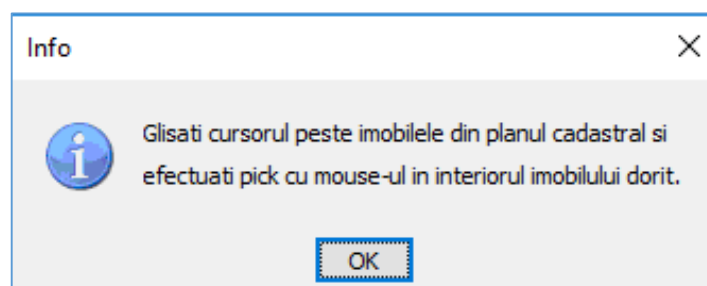 Info
Glisati cursorul peste imobilele din planul cadastral si
efectuati pick cu mouse-ul in interiorul imobilului dorit.
OK